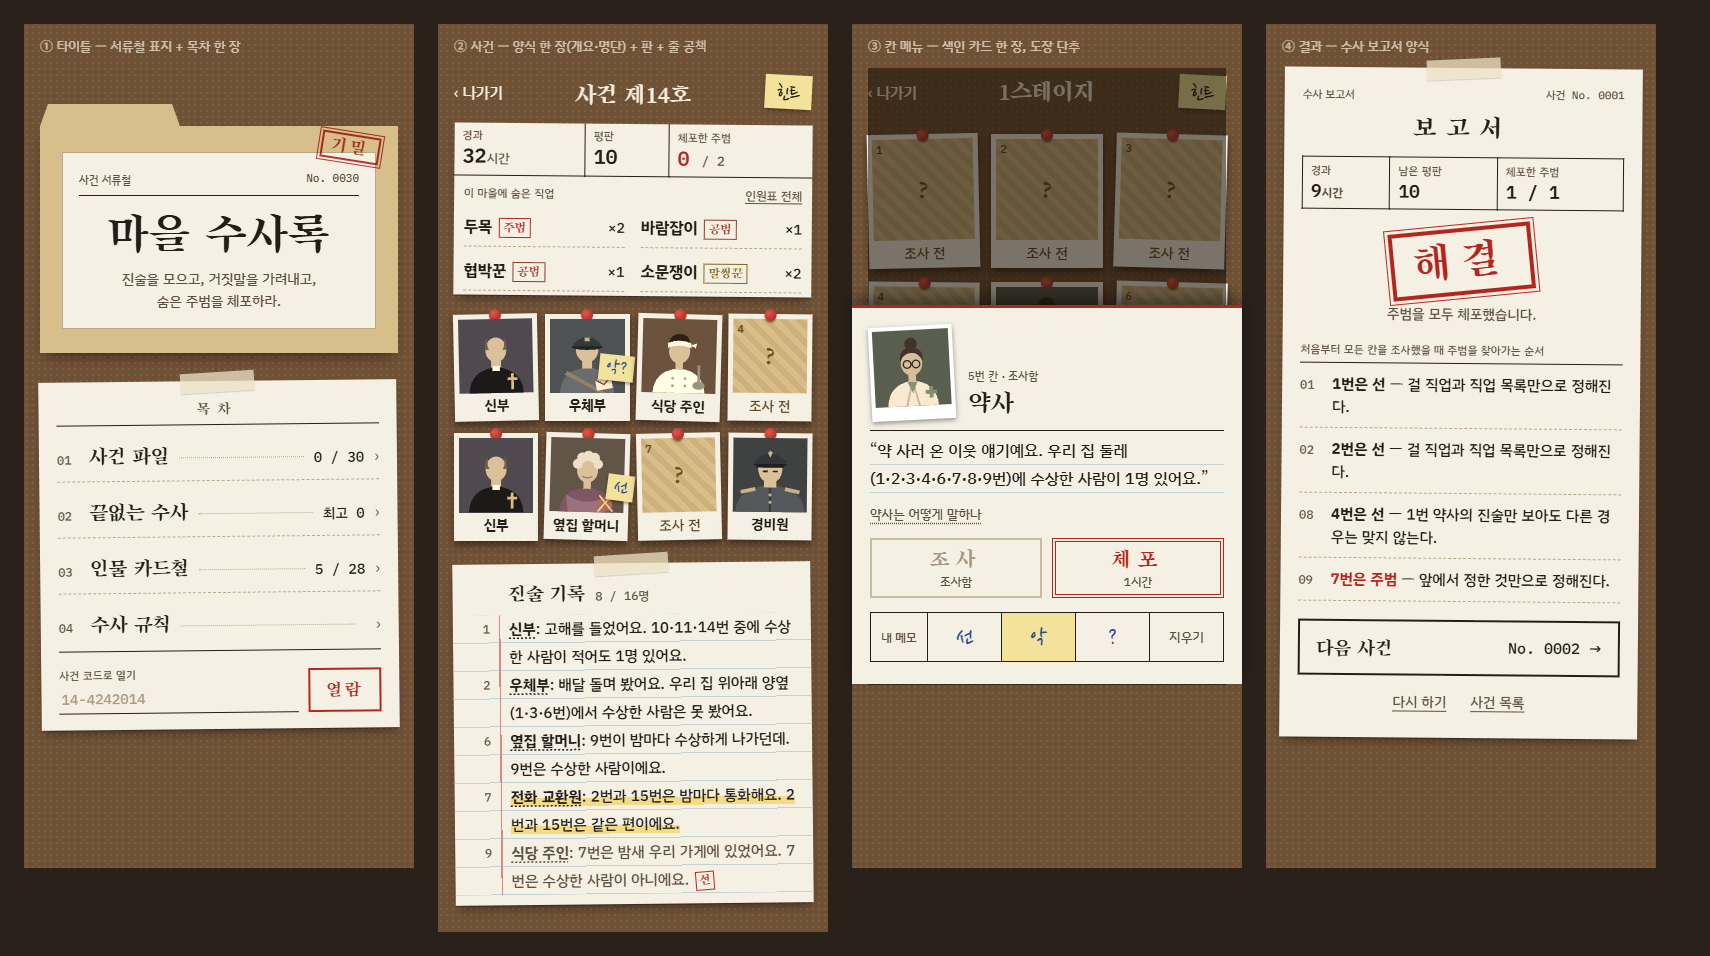 ① 타이틀 — 서류철 표지 + 목차 한 장
기밀
사건 서류철 No. 0030
마을 수사록
진술을 모으고, 거짓말을 가려내고,
숨은 주범을 체포하라.
목차
01 사건 파일 0 / 30 ›
02 끝없는 수사 최고 0 ›
03 인물 카드철 5 / 28 ›
04 수사 규칙 ›
사건 코드로 열기
14-4242014
열람
② 사건 — 양식 한 장(개요·명단) + 판 + 줄 공책
‹ 나가기 사건 제14호 힌트
경과 평판 체포한 주범
32시간 10 0 / 2
이 마을에 숨은 직업 인원표 전체
두목 주범 ×2 바람잡이 공범 ×1
협박꾼 공범 ×1 소문쟁이 말썽꾼 ×2
4
?
악?
신부 우체부 식당 주인 조사 전
7
?
선
신부 옆집 할머니 조사 전 경비원
진술 기록 8 / 16명
1 신부: 고해를 들었어요. 10·11·14번 중에 수상
한 사람이 적어도 1명 있어요.
2 우체부: 배달 돌며 봤어요. 우리 집 위아래 양옆
(1·3·6번)에서 수상한 사람은 못 봤어요.
6 옆집 할머니: 9번이 밤마다 수상하게 나가던데.
9번은 수상한 사람이에요.
7 전화 교환원: 2번과 15번은 밤마다 통화해요. 2
번과 15번은 같은 편이에요.
9 식당 주인: 7번은 밤새 우리 가게에 있었어요. 7
번은 수상한 사람이 아니에요. 선
③ 칸 메뉴 — 색인 카드 한 장, 도장 단추
‹ 나가기 1스테이지 힌트
1 2 3
? ? ?
조사 전 조사 전 조사 전
4 6
5번 칸 · 조사함
약사
“약 사러 온 이웃 얘기예요. 우리 집 둘레
(1·2·3·4·6·7·8·9번)에 수상한 사람이 1명 있어요.”
약사는 어떻게 말하나
조사 체포
조사함 1시간
내 메모 선 악 ? 지우기
④ 결과 — 수사 보고서 양식
수사 보고서 사건 No. 0001
보고서
경과 남은 평판 체포한 주범
9시간 10 1 / 1
해결
주범을 모두 체포했습니다.
처음부터 모든 칸을 조사했을 때 주범을 찾아가는 순서
01 1번은 선 — 걸 직업과 직업 목록만으로 정해진
다.
02 2번은 선 — 걸 직업과 직업 목록만으로 정해진
다.
08 4번은 선 — 1번 약사의 진술만 보아도 다른 경
우는 맞지 않는다.
09 7번은 주범 — 앞에서 정한 것만으로 정해진다.
다음 사건 No. 0002 →
다시 하기 사건 목록